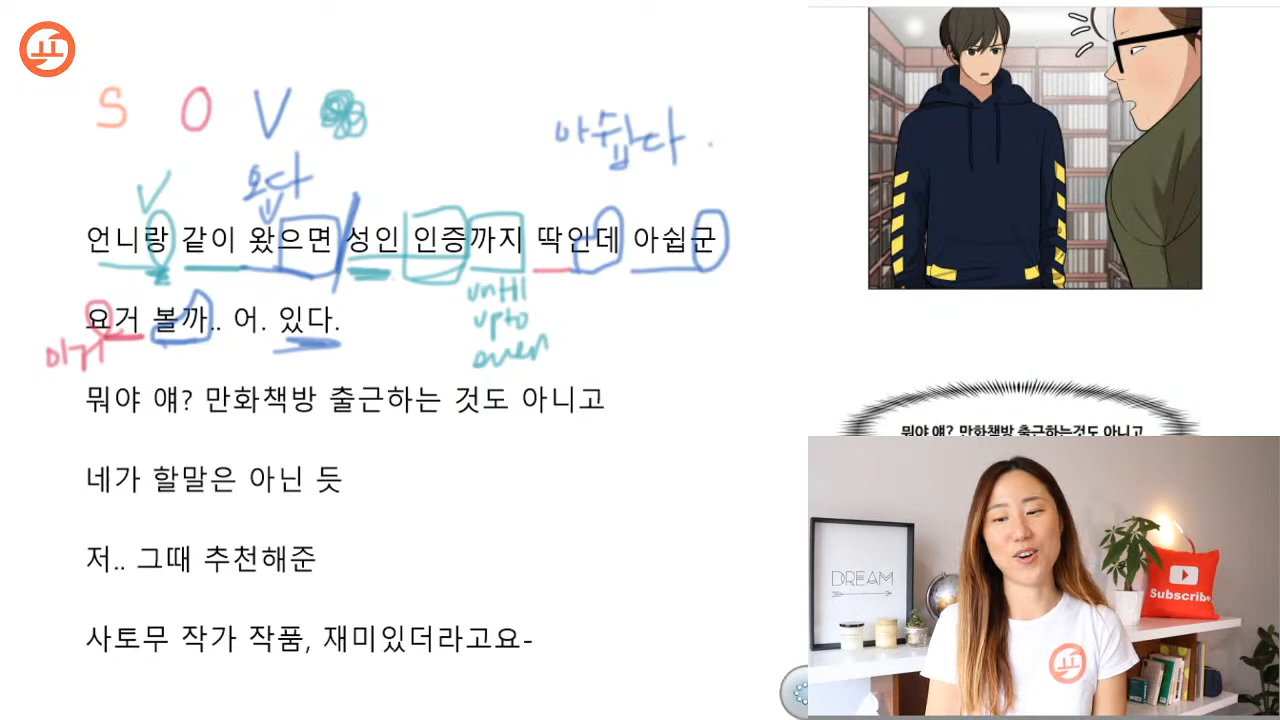 S O V
아쉽다.
오다
V
언니랑 같이 왔으면 성인 인증까지 딱인데 아쉽군
until
upto
even
요거 볼까.. 어. 있다.
이거
뭐야 얘? 만화책방 출근하는 것도 아니고
네가 할말은 아닌 듯
저.. 그때 추천해준
사토무 작가 작품, 재미있더라고요-
뭐야 얘? 만화책방 출근하는것도 아니고
DREAM
Subscribe